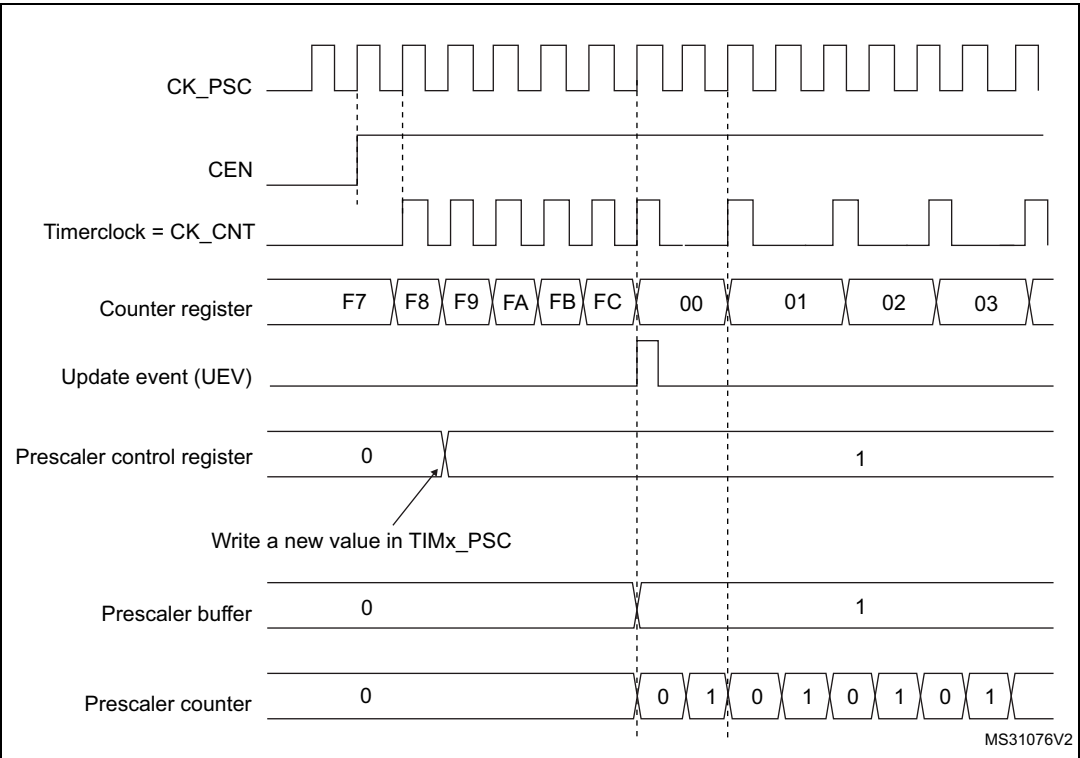 CK_PSC
CEN
Timerclock = CK_CNT
Counter register F7 F8 F9 FA FB FC 00 01 02 03
Update event (UEV)
Prescaler control register 0 1
Write a new value in TIMx_PSC
Prescaler buffer 0 1
Prescaler counter 0 0 1 0 1 0 1 0 1
MS31076V2